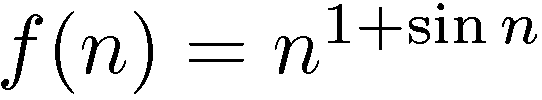 f(n) = n^{1+sin n}